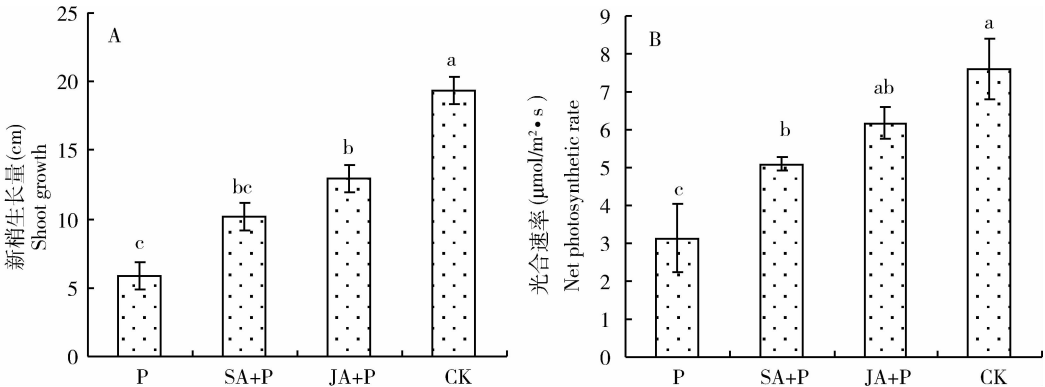 A
25
20
15
10
5
0
新梢生长量(cm)
Shoot growth
c
bc
b
a
P SA+P JA+P CK
B
9
8
7
6
5
4
3
2
1
0
光合速率(μmol/m²•s)
Net photosynthetic rate
c
b
ab
a
P SA+P JA+P CK